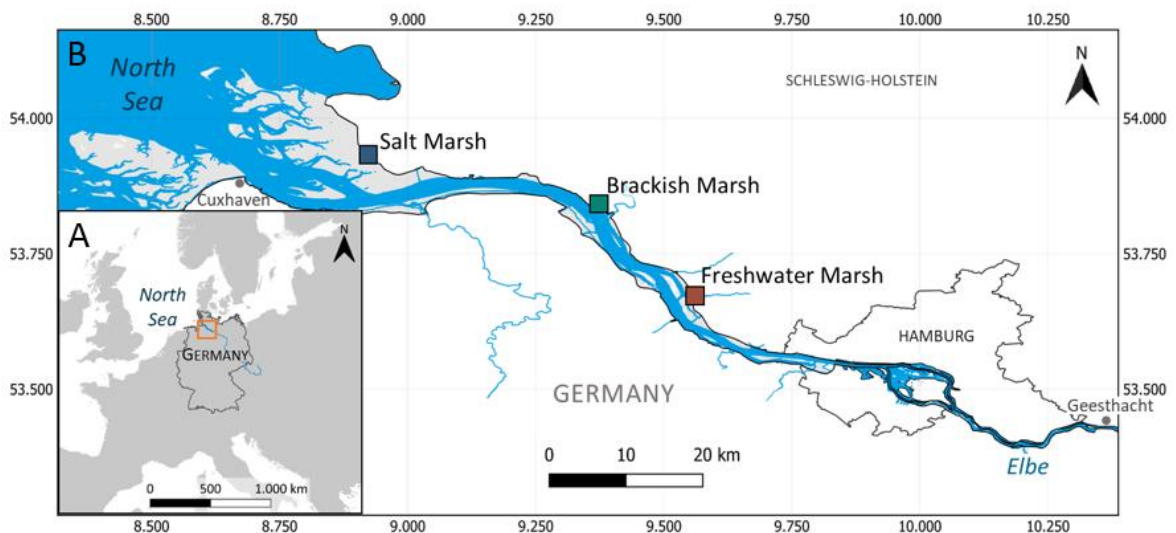 8.500 8.750 9.000 9.250 9.500 9.750 10.000 10.250
B
North
Sea
N
SCHLESWIG-HOLSTEIN
54.000
54.000
Salt Marsh
Brackish Marsh
Cuxhaven
A
N
53.750
53.750
Freshwater Marsh
North
Sea
GERMANY
HAMBURG
53.500
53.500
GERMANY
Geesthacht
0 10 20 km
Elbe
0 500 1.000 km
8.500 8.750 9.000 9.250 9.500 9.750 10.000 10.250